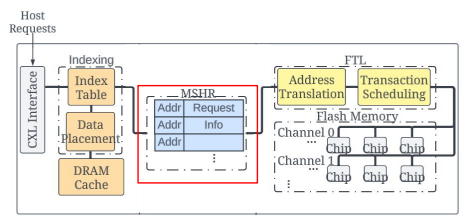 Host
Requests
CXL Interface
Indexing
Index
Table
Data
Placement
DRAM
Cache
MSHR
Addr Request
Addr Info
Addr
⋮
FTL
Address
Translation
Transaction
Scheduling
Flash Memory
Channel 0
...
Chip Chip Chip
Channel 1
⋮
Chip Chip Chip